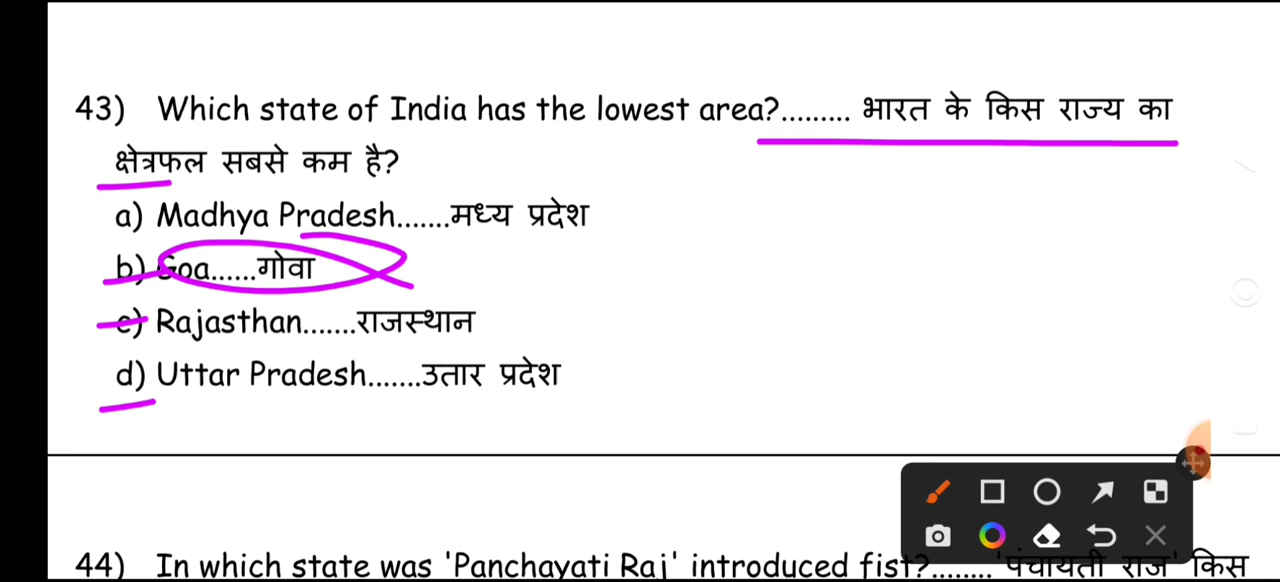 43) Which state of India has the lowest area?......... भारत के किस राज्य का
क्षेत्रफल सबसे कम है?
a) Madhya Pradesh.......मध्य प्रदेश
b) Goa......गोवा
c) Rajasthan.......राजस्थान
d) Uttar Pradesh.......उतार प्रदेश
44) In which state was 'Panchayati Raj' introduced fist?........ 'पंचायती राज' किस